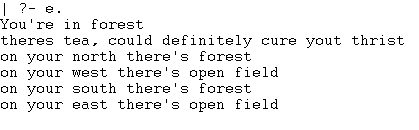 | ?- e.
You're in forest
theres tea, could definitely cure yout thrist
on your north there's forest
on your west there's open field
on your south there's forest
on your east there's open field